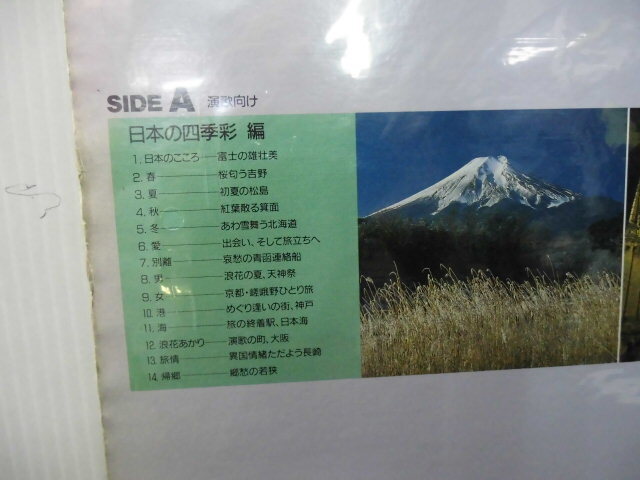 SIDE A 演歌向け
日本の四季彩 編
1. 日本のこころ――富士の雄壮美
2. 春――桜匂う吉野
3. 夏――初夏の松島
4. 秋――紅葉散る箕面
5. 冬――あわ雪舞う北海道
6. 愛――出会い、そして旅立ちへ
7. 別離――哀愁の青函連絡船
8. 男――浪花の夏、天神祭
9. 女――京都・嵯峨野ひとり旅
10. 港――めぐり逢いの街、神戸
11. 海――旅の終着駅、日本海
12. 浪花あかり――演歌の町、大阪
13. 旅情――異国情緒ただよう長崎
14. 帰郷――郷愁の若狭